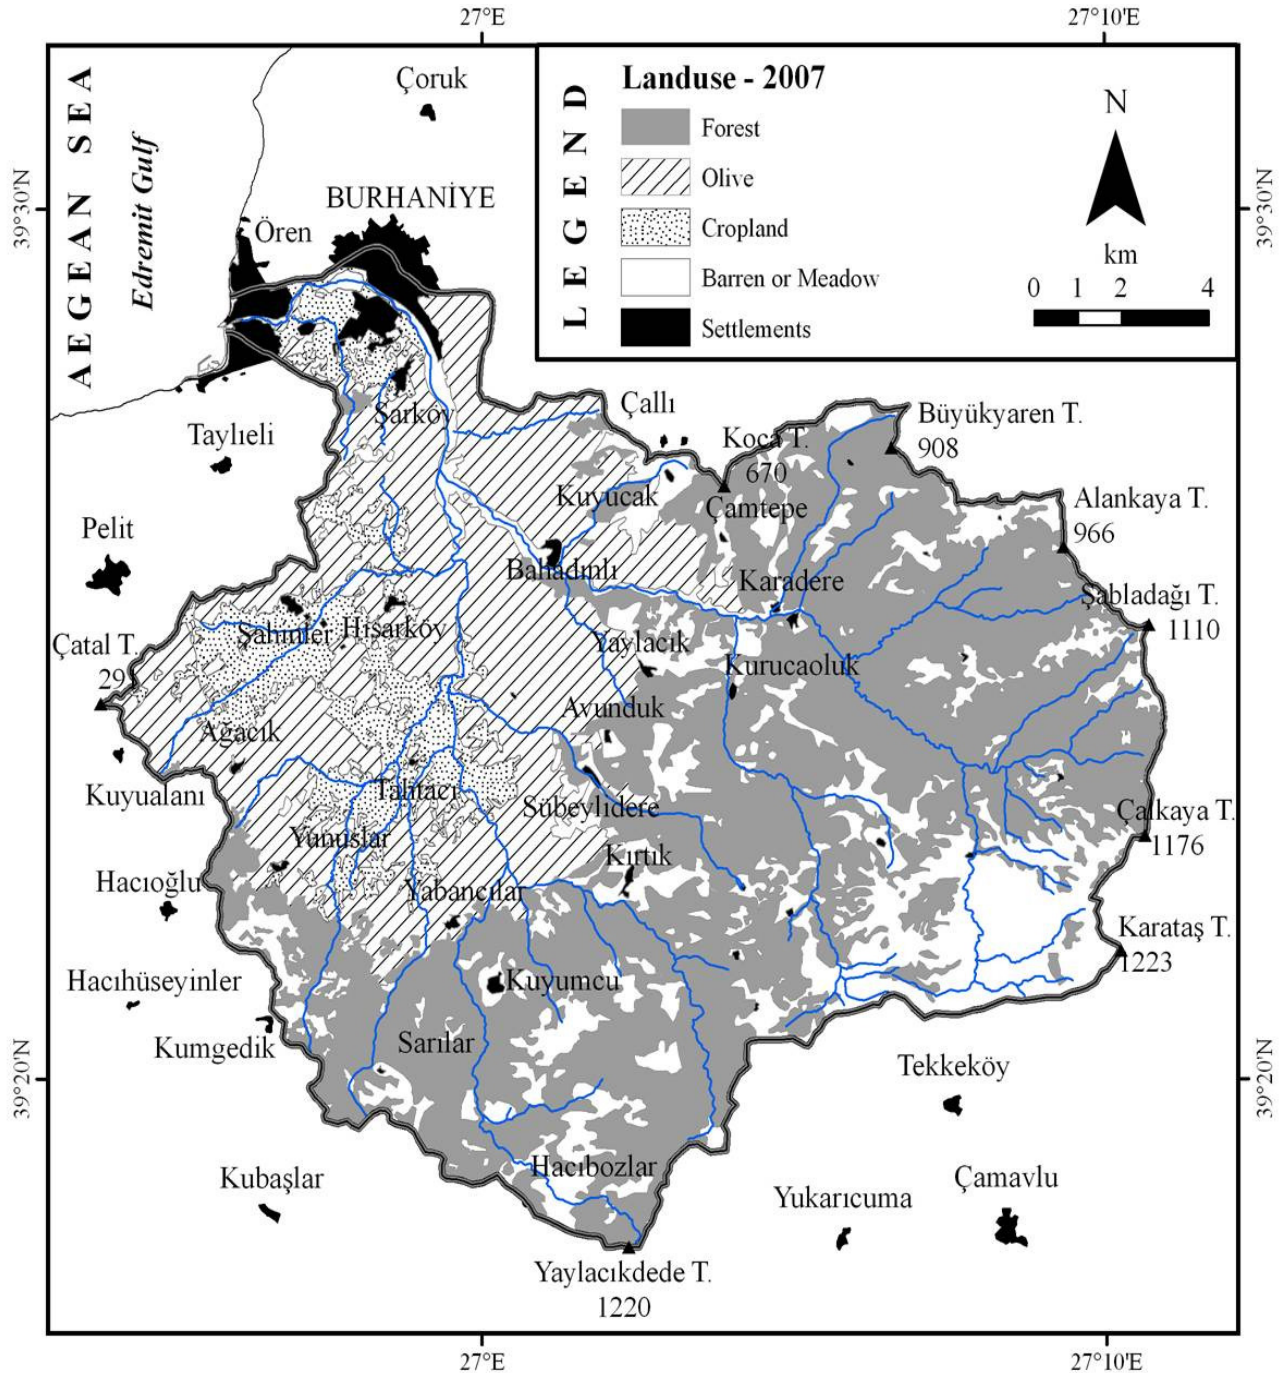 27°E
27°10'E
AEGEAN SEA
Edremit Gulf
Çoruk
BURHANİYE
Ören
LEGEND
Landuse - 2007
Forest
Olive
Cropland
Barren or Meadow
Settlements
N
km
0 1 2 4
39°30'N
39°30'N
Şarköy
Taylıeli
Çallı
Koca T.
670
Büyükyaren T.
908
Kuyucak
Çamtepe
Alankaya T.
966
Pelit
Bahadınlı
Karadere
Şabladağı T.
1110
Şahinler
Hisarköy
Çatal T.
29
Yaylacık
Kurucaoluk
Avunduk
Ağacık
Kuyualanı
Tahtacı
Sübeylidere
Çalkaya T.
1176
Yunuslar
Kırtık
Hacıoğlu
Yabancılar
Karataş T.
1223
Hacıhüseyinler
Kuyumcu
Kumgedik
Sarılar
Tekkeköy
39°20'N
39°20'N
Kubaşlar
Hacıbozlar
Yukarıcuma
Çamavlu
Yaylacıkdede T.
1220
27°E
27°10'E